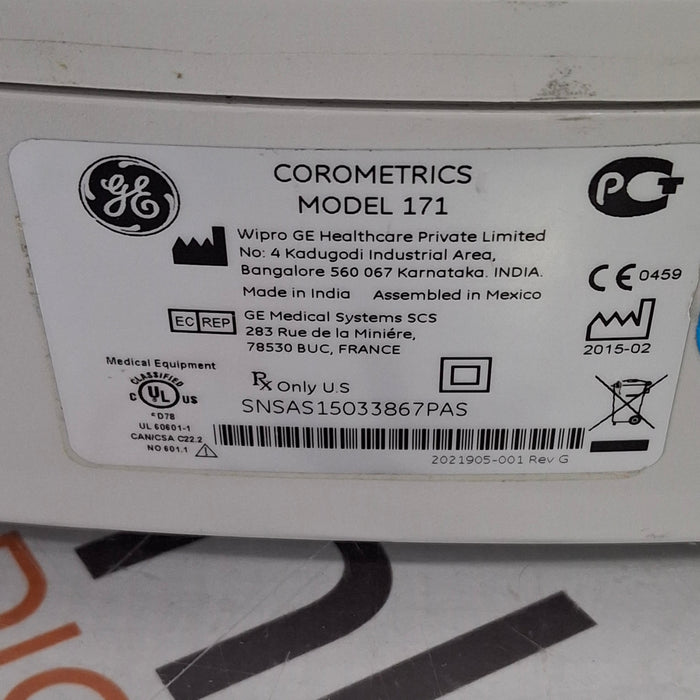 GE
COROMETRICS
MODEL 171
Wipro GE Healthcare Private Limited
No: 4 Kadugodi Industrial Area,
Bangalore 560 067 Karnataka. INDIA.
Made in India Assembled in Mexico
EC REP
GE Medical Systems SCS
283 Rue de la Miniére,
78530 BUC, FRANCE
PCT
CE 0459
2015-02
Medical Equipment
CLASSIFIED
C UL US
D78
UL 60601-1
CAN/CSA C22.2
NO 601.1
Rx Only U.S
SNSAS15033867PAS
2021905-001 Rev G